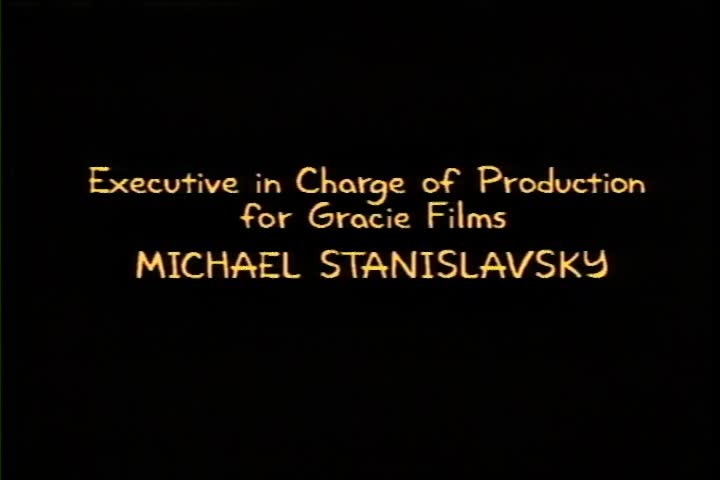 Executive in Charge of Production
for Gracie Films
MICHAEL STANISLAVSKY